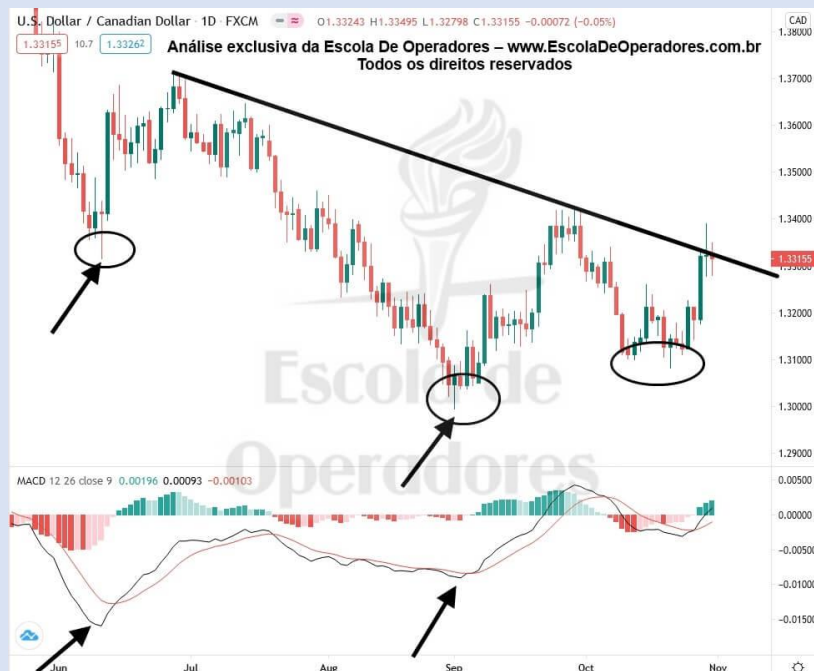 U.S. Dollar / Canadian Dollar · 1D · FXCM O1.33243 H1.33495 L1.32798 C1.33155 -0.00072 (-0.05%)
CAD
1.33155 10.7 1.33262
Análise exclusiva da Escola De Operadores – www.EscolaDeOperadores.com.br
Todos os direitos reservados
1.38000
1.37000
1.36000
1.35000
1.34000
1.33155
1.33000
1.32000
1.31000
1.30000
1.29000
Escola de
Operadores
MACD 12 26 close 9 0.00196 0.00093 -0.00103
0.00500
0.00000
-0.00500
-0.01000
-0.01500
Jun Jul Aug Sep Oct Nov